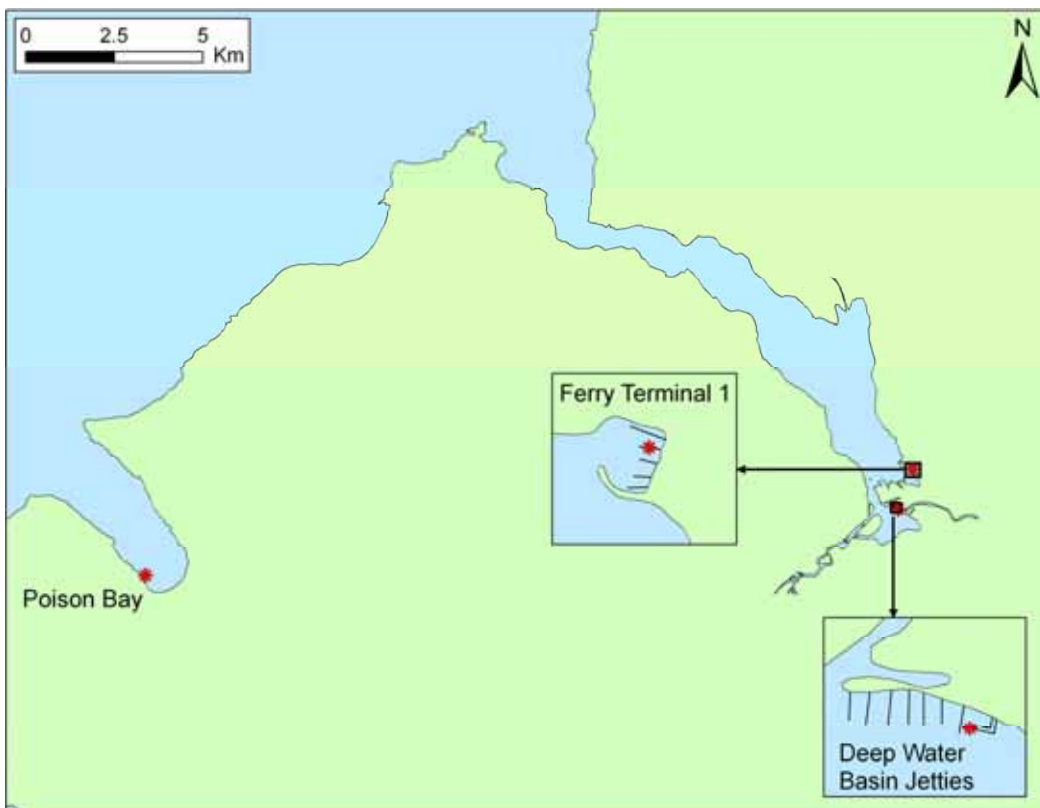 0 2.5 5
Km
N
Ferry Terminal 1
Poison Bay
Deep Water
Basin Jetties